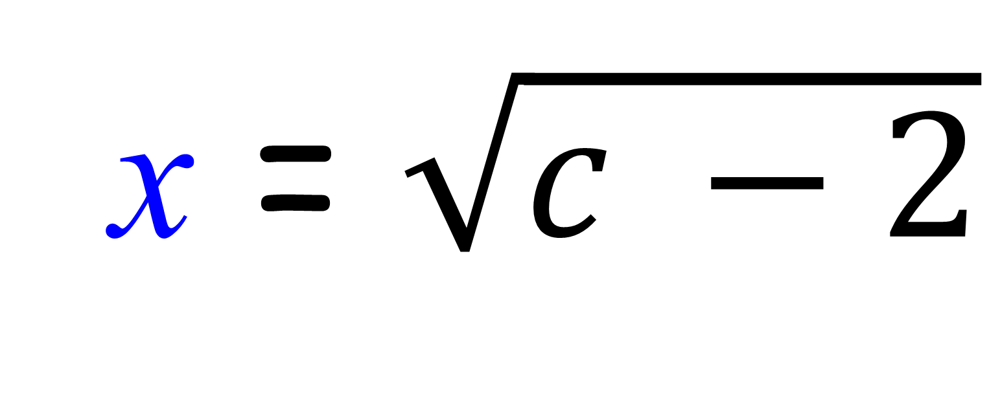 x = √(c − 2)